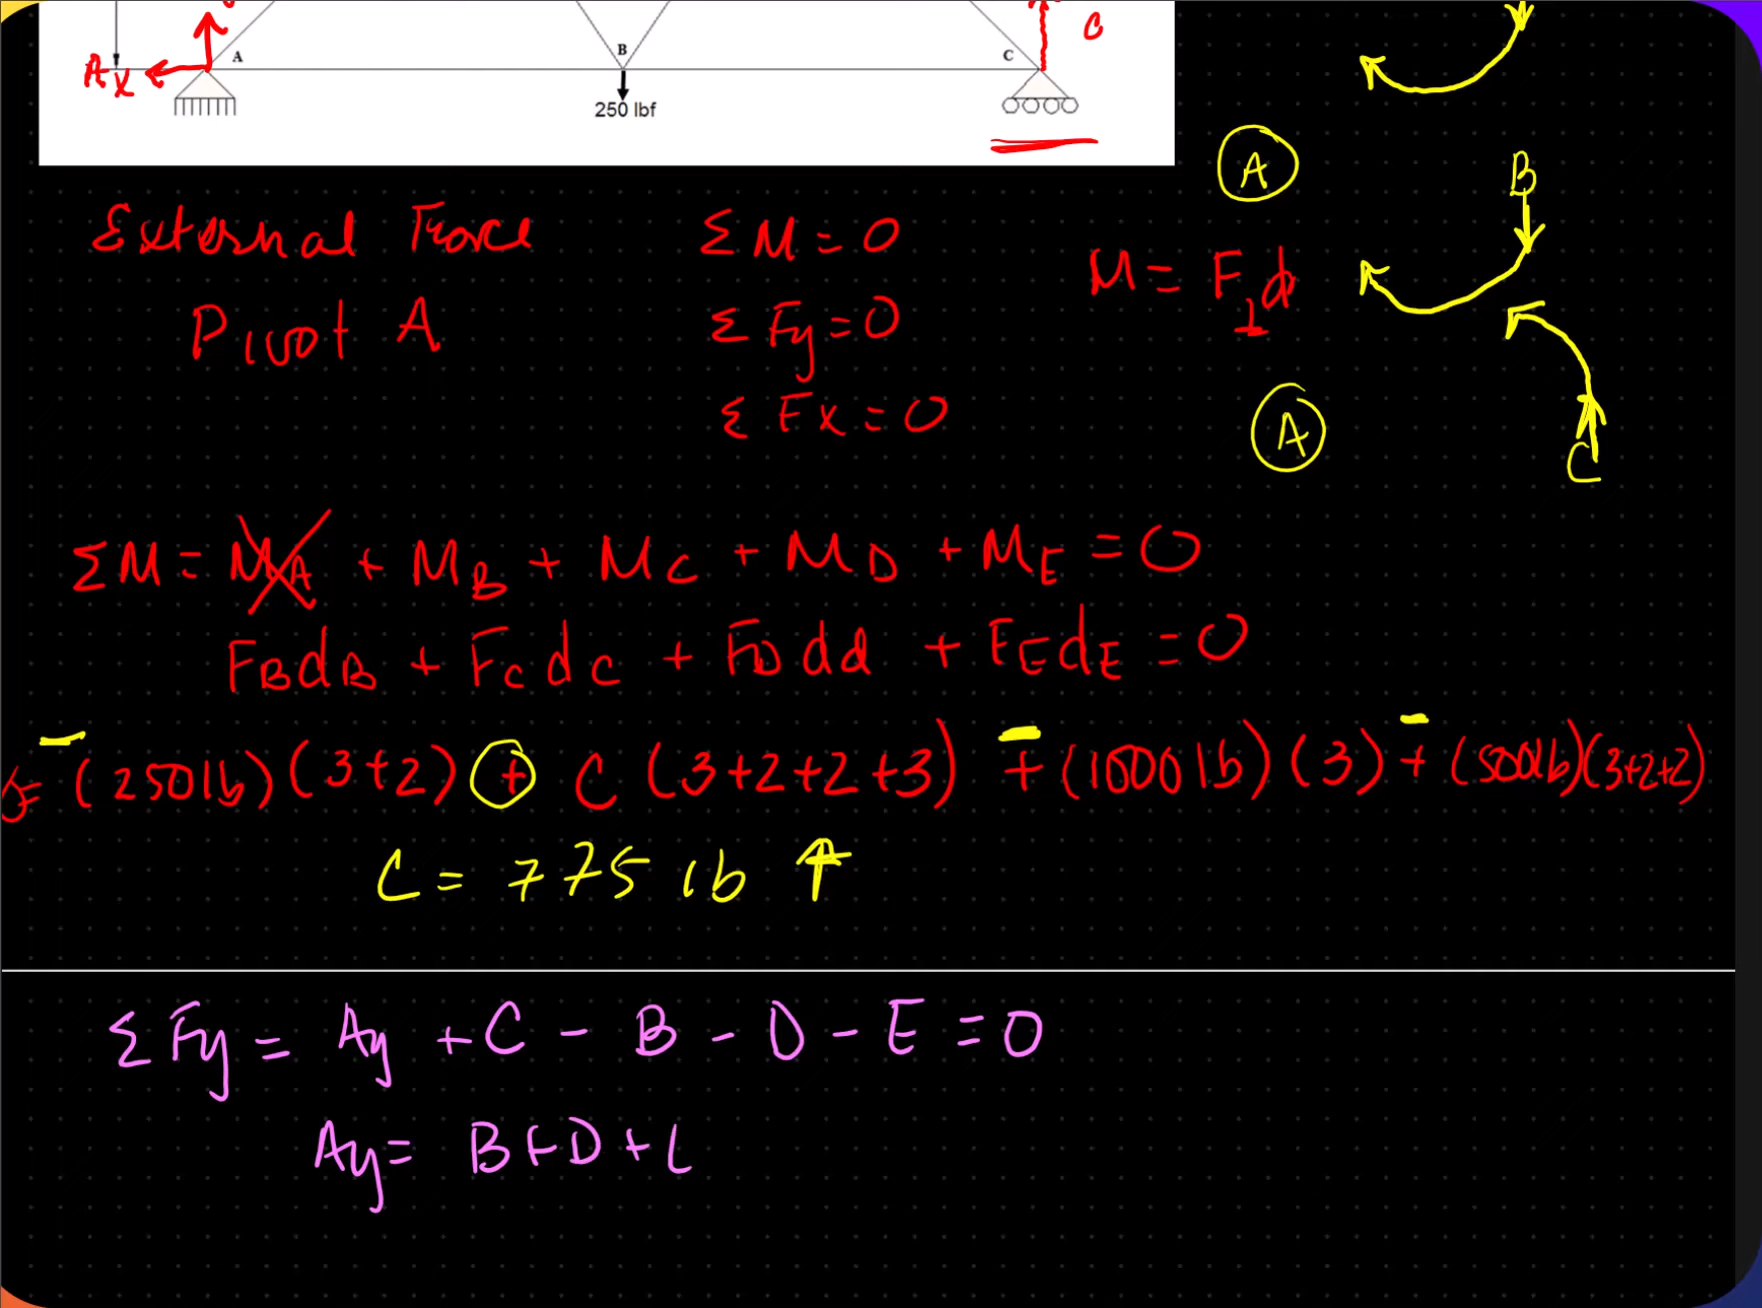 C
Ax
A
B
C
250 lbf
A
B
External Force
ΣM = 0
M = F⊥d
Pivot A
ΣFy = 0
ΣFx = 0
A
C
ΣM = MA + MB + MC + MD + ME = 0
FBdB + FCdC + FDdd + FEdE = 0
- (250lb)(3+2) + C (3+2+2+3) - + (1000lb)(3) - + (500lb)(3+2+2)
C = 775 lb ↑
ΣFy = Ay + C - B - D - E = 0
Ay = B + D + L